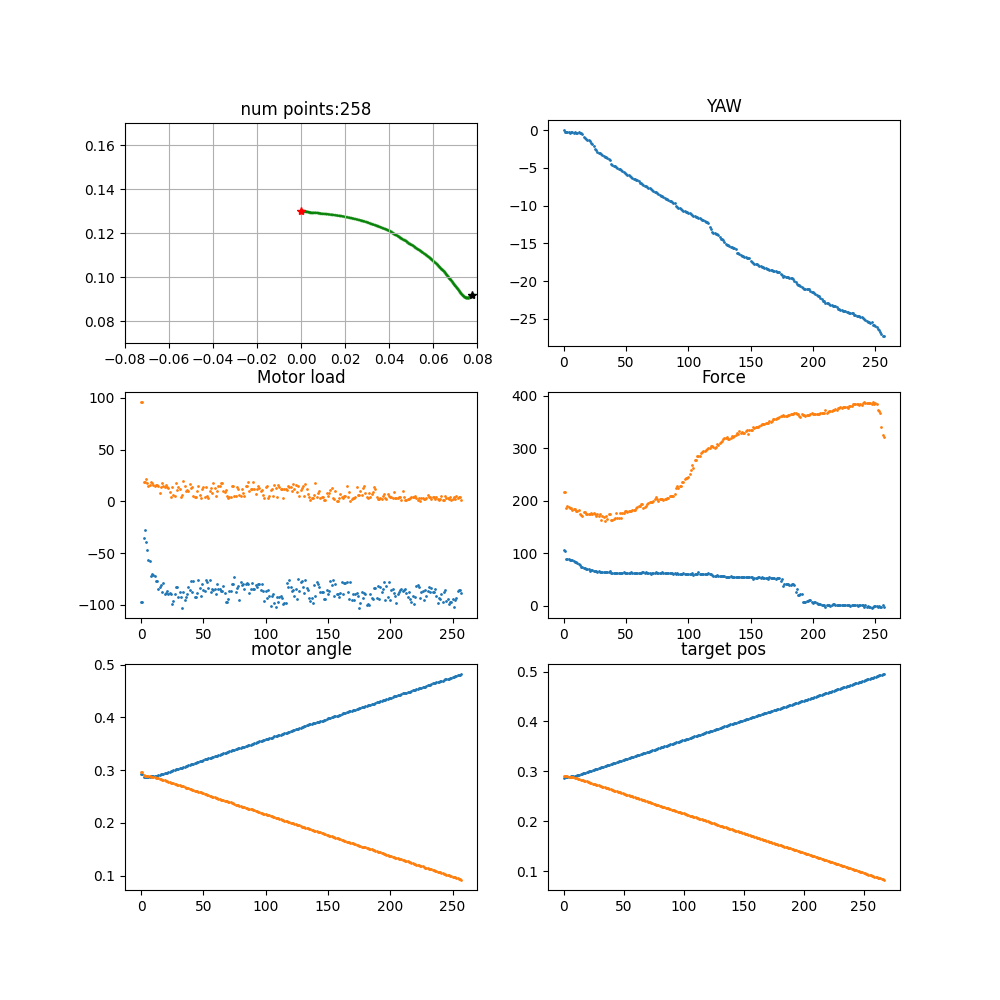 num points:258
YAW
0.16
0.14
0.12
0.10
0.08
−0.08 −0.06 −0.04 −0.02 0.00 0.02 0.04 0.06 0.08
0
−5
−10
−15
−20
−25
0 50 100 150 200 250
Motor load
Force
100
50
0
−50
−100
0 50 100 150 200 250
400
300
200
100
0
0 50 100 150 200 250
motor angle
target pos
0.5
0.4
0.3
0.2
0.1
0 50 100 150 200 250
0.5
0.4
0.3
0.2
0.1
0 50 100 150 200 250